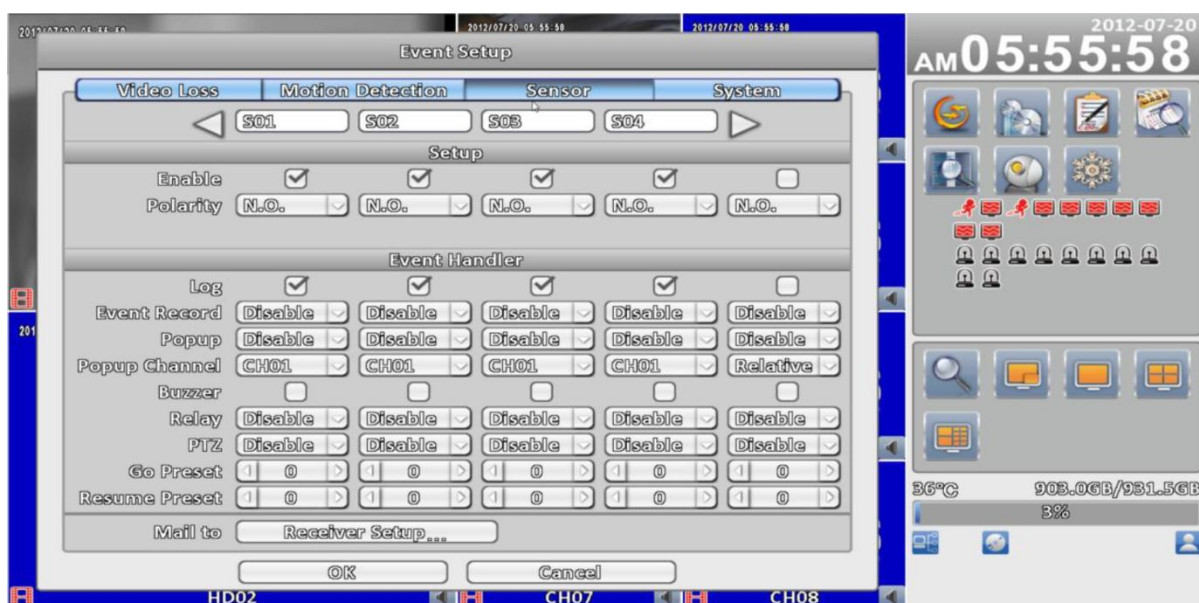 2012/07/20 05:55:58
2012/07/20 05:55:58
2012-07-20
AM 05:55:58
Event Setup
Video Loss Motion Detection Sensor System
S01 S02 S03 S04
Setup
Enable
Polarity N.O. N.O. N.O. N.O. N.O.
Event Handler
Log
Event Record Disable Disable Disable Disable Disable
Popup Disable Disable Disable Disable Disable
Popup Channel CH01 CH01 CH01 CH01 Relative
Buzzer
Relay Disable Disable Disable Disable Disable
PTZ Disable Disable Disable Disable Disable
Go Preset 0 0 0 0 0
Resume Preset 0 0 0 0 0
Mail to Receiver Setup...
OK Cancel
HD02 CH07 CH08
36°C 903.0GB/931.5GB
3%